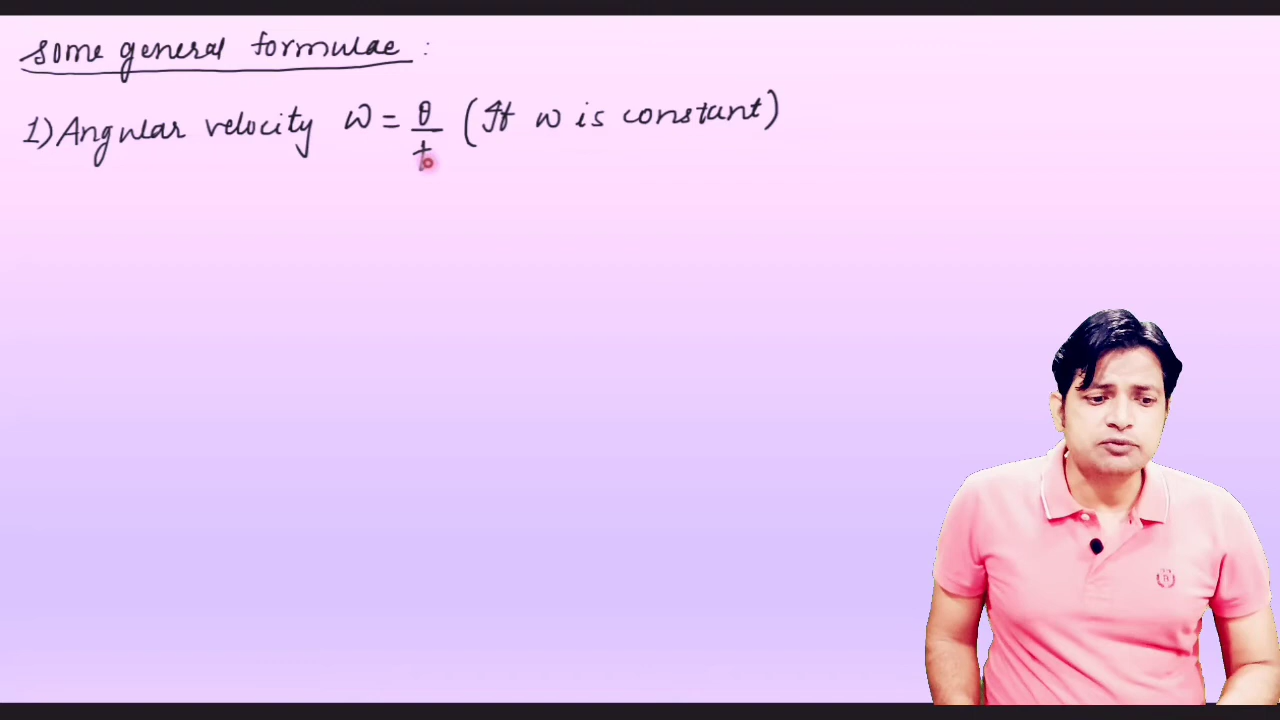 some general formulae :
1) Angular velocity ω = θ/t (If ω is constant)